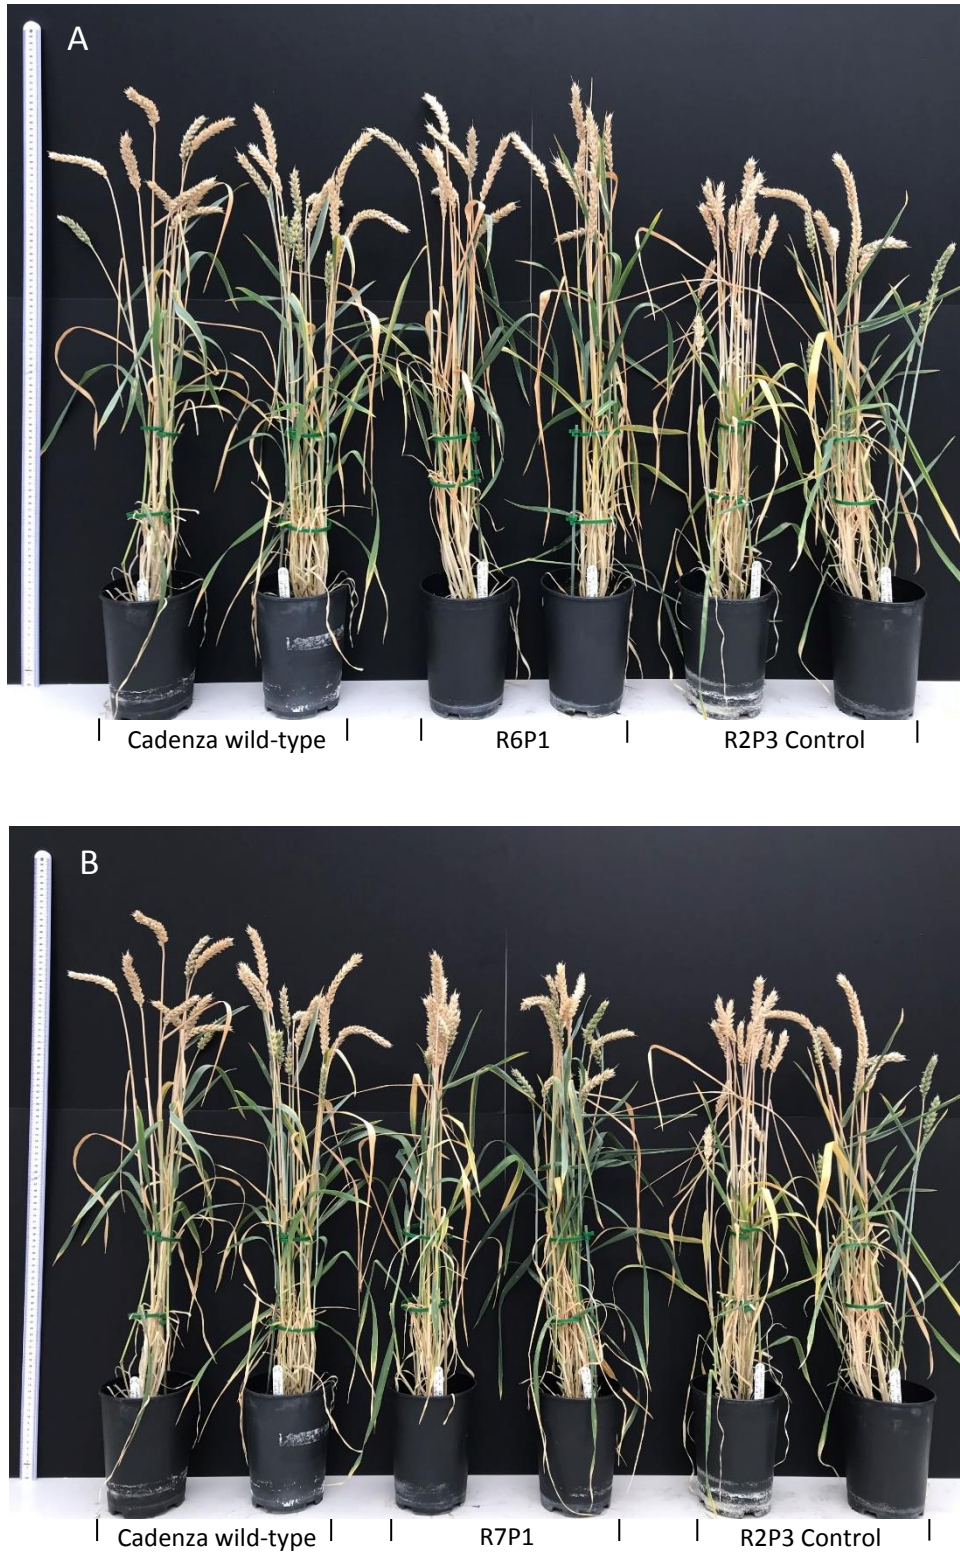 A
Cadenza wild-type
R6P1
R2P3 Control
B
Cadenza wild-type
R7P1
R2P3 Control